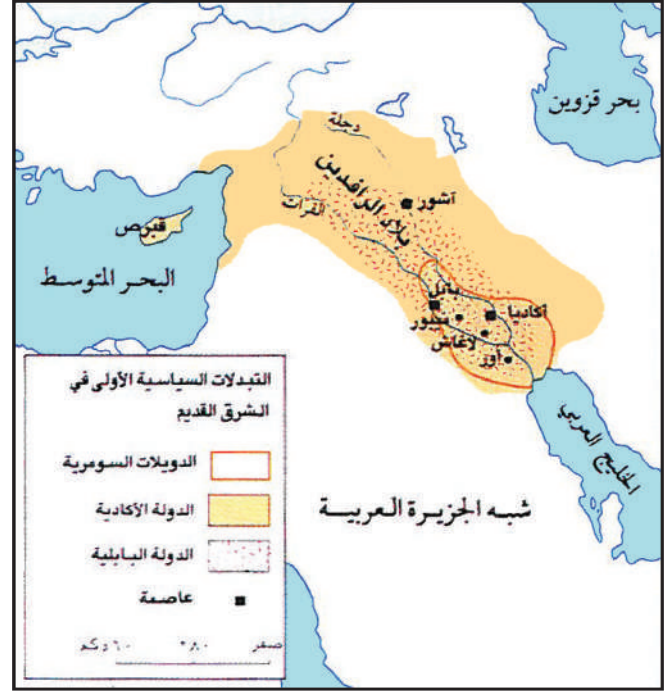 بحر قزوين
دجلة
بلاد الرافدين
آشور
الفرات
قبرص
البحر المتوسط
بابل
أكاديا
نيبور
لاغاش
أور
الخليج العربي
شبه الجزيرة العربية
التبدلات السياسية الأولى في
الشرق القديم
الدويلات السومرية
الدولة الأكادية
الدولة البابلية
عاصمة
صفر